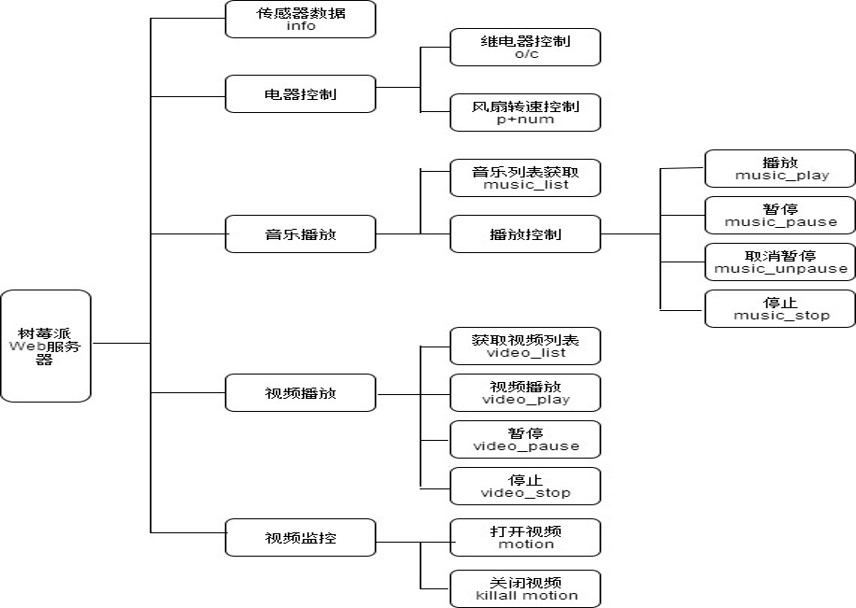 传感器数据
info
继电器控制
o/c
电器控制
风扇转速控制
p+num
音乐列表获取
music_list
播放
music_play
暂停
music_pause
音乐播放
播放控制
取消暂停
music_unpause
停止
music_stop
树莓派
Web服务
器
获取视频列表
video_list
视频播放
视频播放
video_play
暂停
video_pause
停止
video_stop
视频监控
打开视频
motion
关闭视频
killall motion